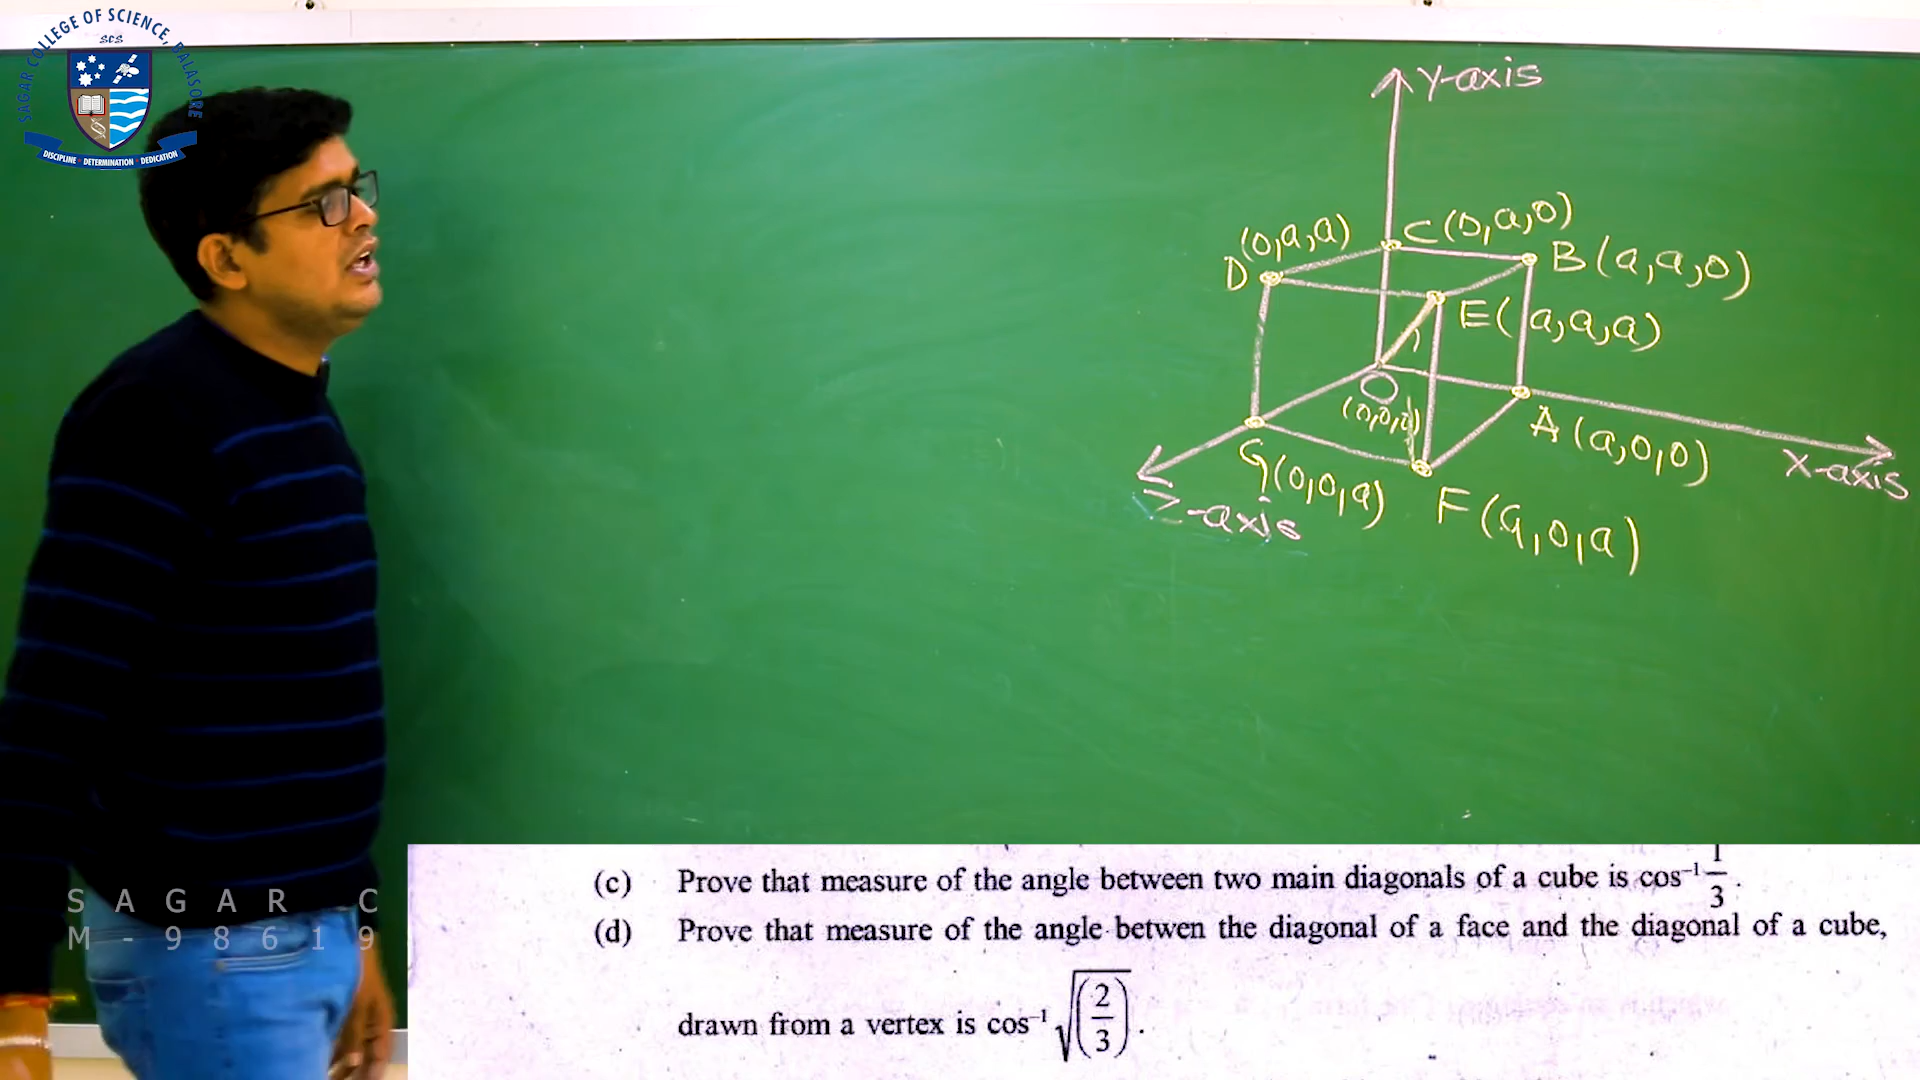 SAGAR COLLEGE OF SCIENCE, BALASORE
SCS
DISCIPLINE · DETERMINATION · DEDICATION
Y-axis
C(0,a,0)
(0,a,a)
D
B(a,a,0)
E(a,a,a)
O
(0,0,0)
A(a,0,0)
X-axis
G(0,0,a)
F(a,0,a)
Z-axis
SAGAR C
M-98619
(c) Prove that measure of the angle between two main diagonals of a cube is cos⁻¹ 1/3 .
(d) Prove that measure of the angle betwen the diagonal of a face and the diagonal of a cube,
drawn from a vertex is cos⁻¹ √(2/3) .